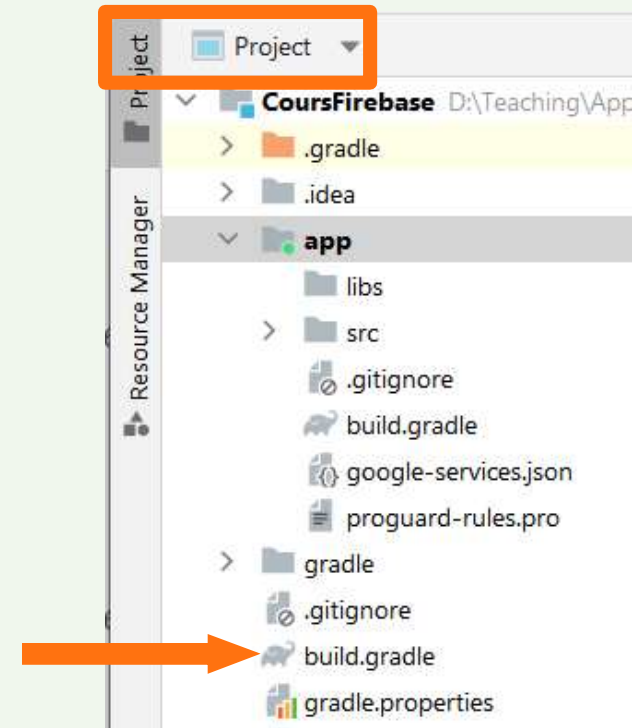 Project
Project
Resource Manager
CoursFirebase D:\Teaching\App
.gradle
.idea
app
libs
src
.gitignore
build.gradle
google-services.json
proguard-rules.pro
gradle
.gitignore
build.gradle
gradle.properties